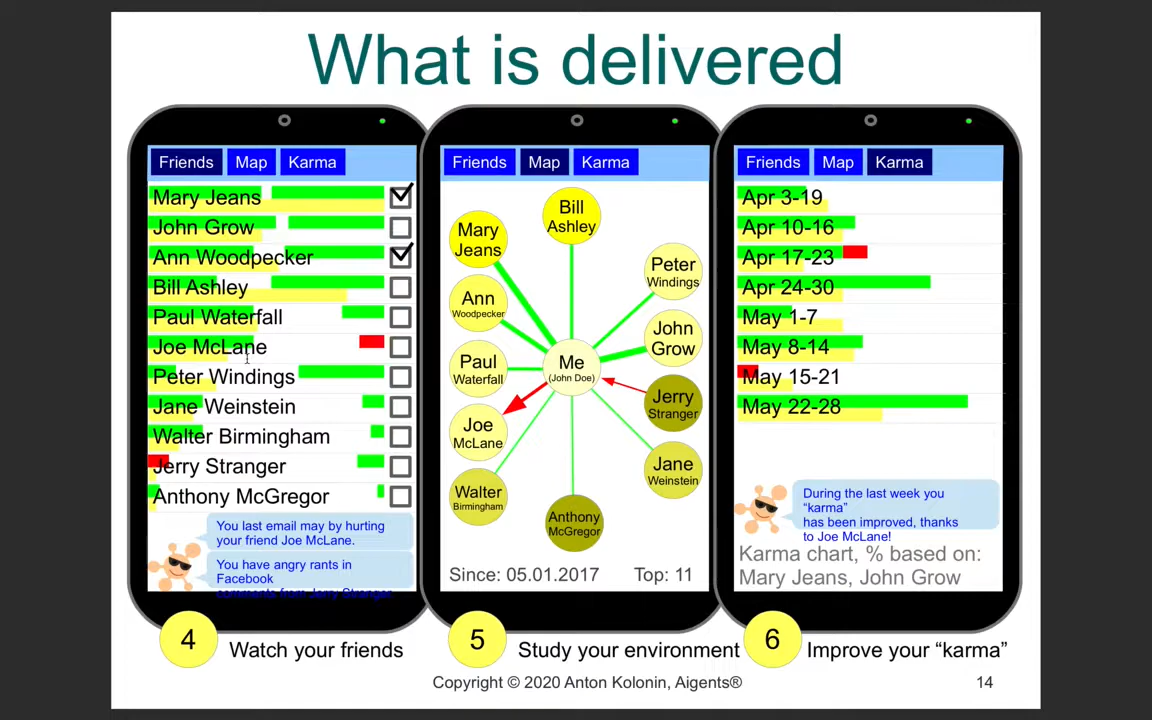 What is delivered
Friends Map Karma
Mary Jeans
John Grow
Ann Woodpecker
Bill Ashley
Paul Waterfall
Joe McLane
Peter Windings
Jane Weinstein
Walter Birmingham
Jerry Stranger
Anthony McGregor
You last email may by hurting
your friend Joe McLane.
You have angry rants in
Facebook
comments from Jerry Stranger
4
Watch your friends
Friends Map Karma
Bill
Ashley
Mary
Jeans
Peter
Windings
Ann
Woodpecker
John
Grow
Paul
Waterfall
Me
(John Doe)
Jerry
Stranger
Joe
McLane
Jane
Weinstein
Walter
Birmingham
Anthony
McGregor
Since: 05.01.2017 Top: 11
5
Study your environment
Friends Map Karma
Apr 3-19
Apr 10-16
Apr 17-23
Apr 24-30
May 1-7
May 8-14
May 15-21
May 22-28
During the last week you
“karma”
has been improved, thanks
to Joe McLane!
Karma chart, % based on:
Mary Jeans, John Grow
6
Improve your “karma”
Copyright © 2020 Anton Kolonin, Aigents®
14